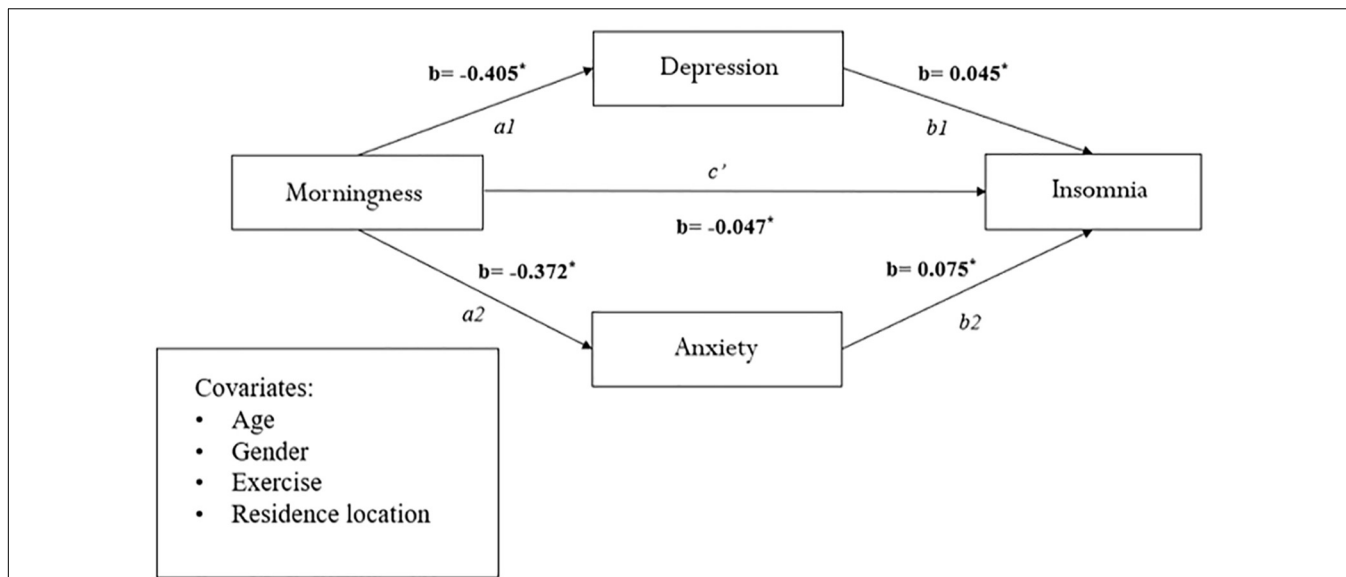 Depression
b= -0.405*
b= 0.045*
a1
b1
c’
Morningness
Insomnia
b= -0.047*
b= -0.372*
b= 0.075*
a2
b2
Anxiety
Covariates:
• Age
• Gender
• Exercise
• Residence location